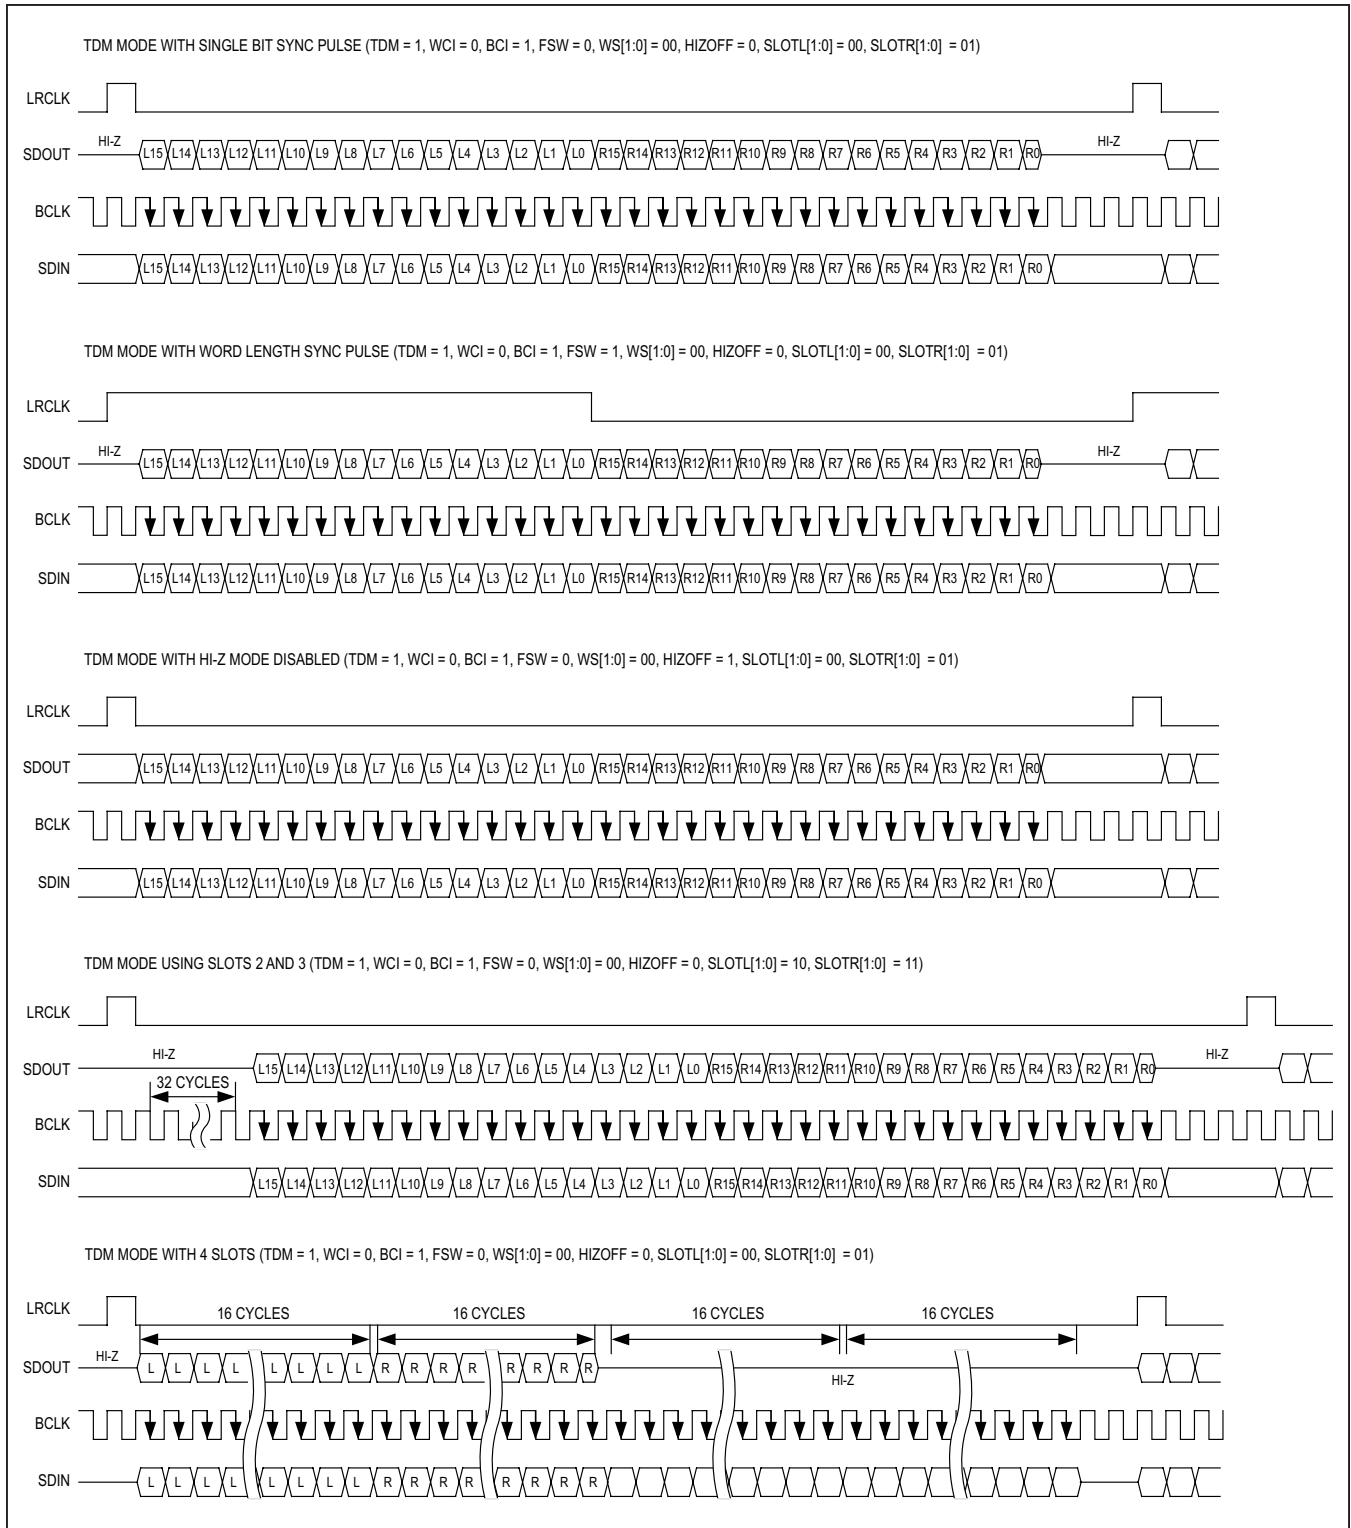 TDM MODE WITH SINGLE BIT SYNC PULSE (TDM = 1, WCI = 0, BCI = 1, FSW = 0, WS[1:0] = 00, HIZOFF = 0, SLOTL[1:0] = 00, SLOTR[1:0] = 01)
LRCLK
SDOUT HI-Z L15 L14 L13 L12 L11 L10 L9 L8 L7 L6 L5 L4 L3 L2 L1 L0 R15 R14 R13 R12 R11 R10 R9 R8 R7 R6 R5 R4 R3 R2 R1 R0 HI-Z
BCLK
SDIN L15 L14 L13 L12 L11 L10 L9 L8 L7 L6 L5 L4 L3 L2 L1 L0 R15 R14 R13 R12 R11 R10 R9 R8 R7 R6 R5 R4 R3 R2 R1 R0
TDM MODE WITH WORD LENGTH SYNC PULSE (TDM = 1, WCI = 0, BCI = 1, FSW = 1, WS[1:0] = 00, HIZOFF = 0, SLOTL[1:0] = 00, SLOTR[1:0] = 01)
LRCLK
SDOUT HI-Z L15 L14 L13 L12 L11 L10 L9 L8 L7 L6 L5 L4 L3 L2 L1 L0 R15 R14 R13 R12 R11 R10 R9 R8 R7 R6 R5 R4 R3 R2 R1 R0 HI-Z
BCLK
SDIN L15 L14 L13 L12 L11 L10 L9 L8 L7 L6 L5 L4 L3 L2 L1 L0 R15 R14 R13 R12 R11 R10 R9 R8 R7 R6 R5 R4 R3 R2 R1 R0
TDM MODE WITH HI-Z MODE DISABLED (TDM = 1, WCI = 0, BCI = 1, FSW = 0, WS[1:0] = 00, HIZOFF = 1, SLOTL[1:0] = 00, SLOTR[1:0] = 01)
LRCLK
SDOUT L15 L14 L13 L12 L11 L10 L9 L8 L7 L6 L5 L4 L3 L2 L1 L0 R15 R14 R13 R12 R11 R10 R9 R8 R7 R6 R5 R4 R3 R2 R1 R0
BCLK
SDIN L15 L14 L13 L12 L11 L10 L9 L8 L7 L6 L5 L4 L3 L2 L1 L0 R15 R14 R13 R12 R11 R10 R9 R8 R7 R6 R5 R4 R3 R2 R1 R0
TDM MODE USING SLOTS 2 AND 3 (TDM = 1, WCI = 0, BCI = 1, FSW = 0, WS[1:0] = 00, HIZOFF = 0, SLOTL[1:0] = 10, SLOTR[1:0] = 11)
LRCLK
SDOUT HI-Z L15 L14 L13 L12 L11 L10 L9 L8 L7 L6 L5 L4 L3 L2 L1 L0 R15 R14 R13 R12 R11 R10 R9 R8 R7 R6 R5 R4 R3 R2 R1 R0 HI-Z
32 CYCLES
BCLK
SDIN L15 L14 L13 L12 L11 L10 L9 L8 L7 L6 L5 L4 L3 L2 L1 L0 R15 R14 R13 R12 R11 R10 R9 R8 R7 R6 R5 R4 R3 R2 R1 R0
TDM MODE WITH 4 SLOTS (TDM = 1, WCI = 0, BCI = 1, FSW = 0, WS[1:0] = 00, HIZOFF = 0, SLOTL[1:0] = 00, SLOTR[1:0] = 01)
LRCLK 16 CYCLES 16 CYCLES 16 CYCLES 16 CYCLES
SDOUT HI-Z L L L L L L L L R R R R R R R R HI-Z
BCLK
SDIN L L L L L L L L R R R R R R R R